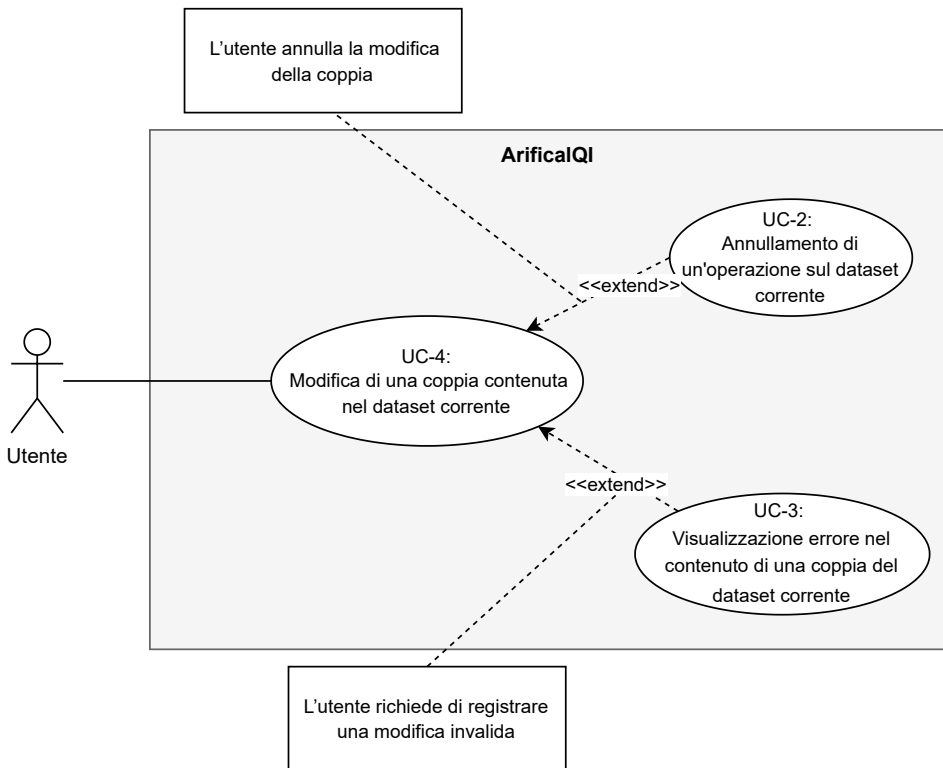 L'utente annulla la modifica
della coppia
ArificalQI
UC-2:
Annullamento di
un'operazione sul dataset
corrente
<<extend>>
UC-4:
Modifica di una coppia contenuta
nel dataset corrente
Utente
<<extend>>
UC-3:
Visualizzazione errore nel
contenuto di una coppia del
dataset corrente
L'utente richiede di registrare
una modifica invalida